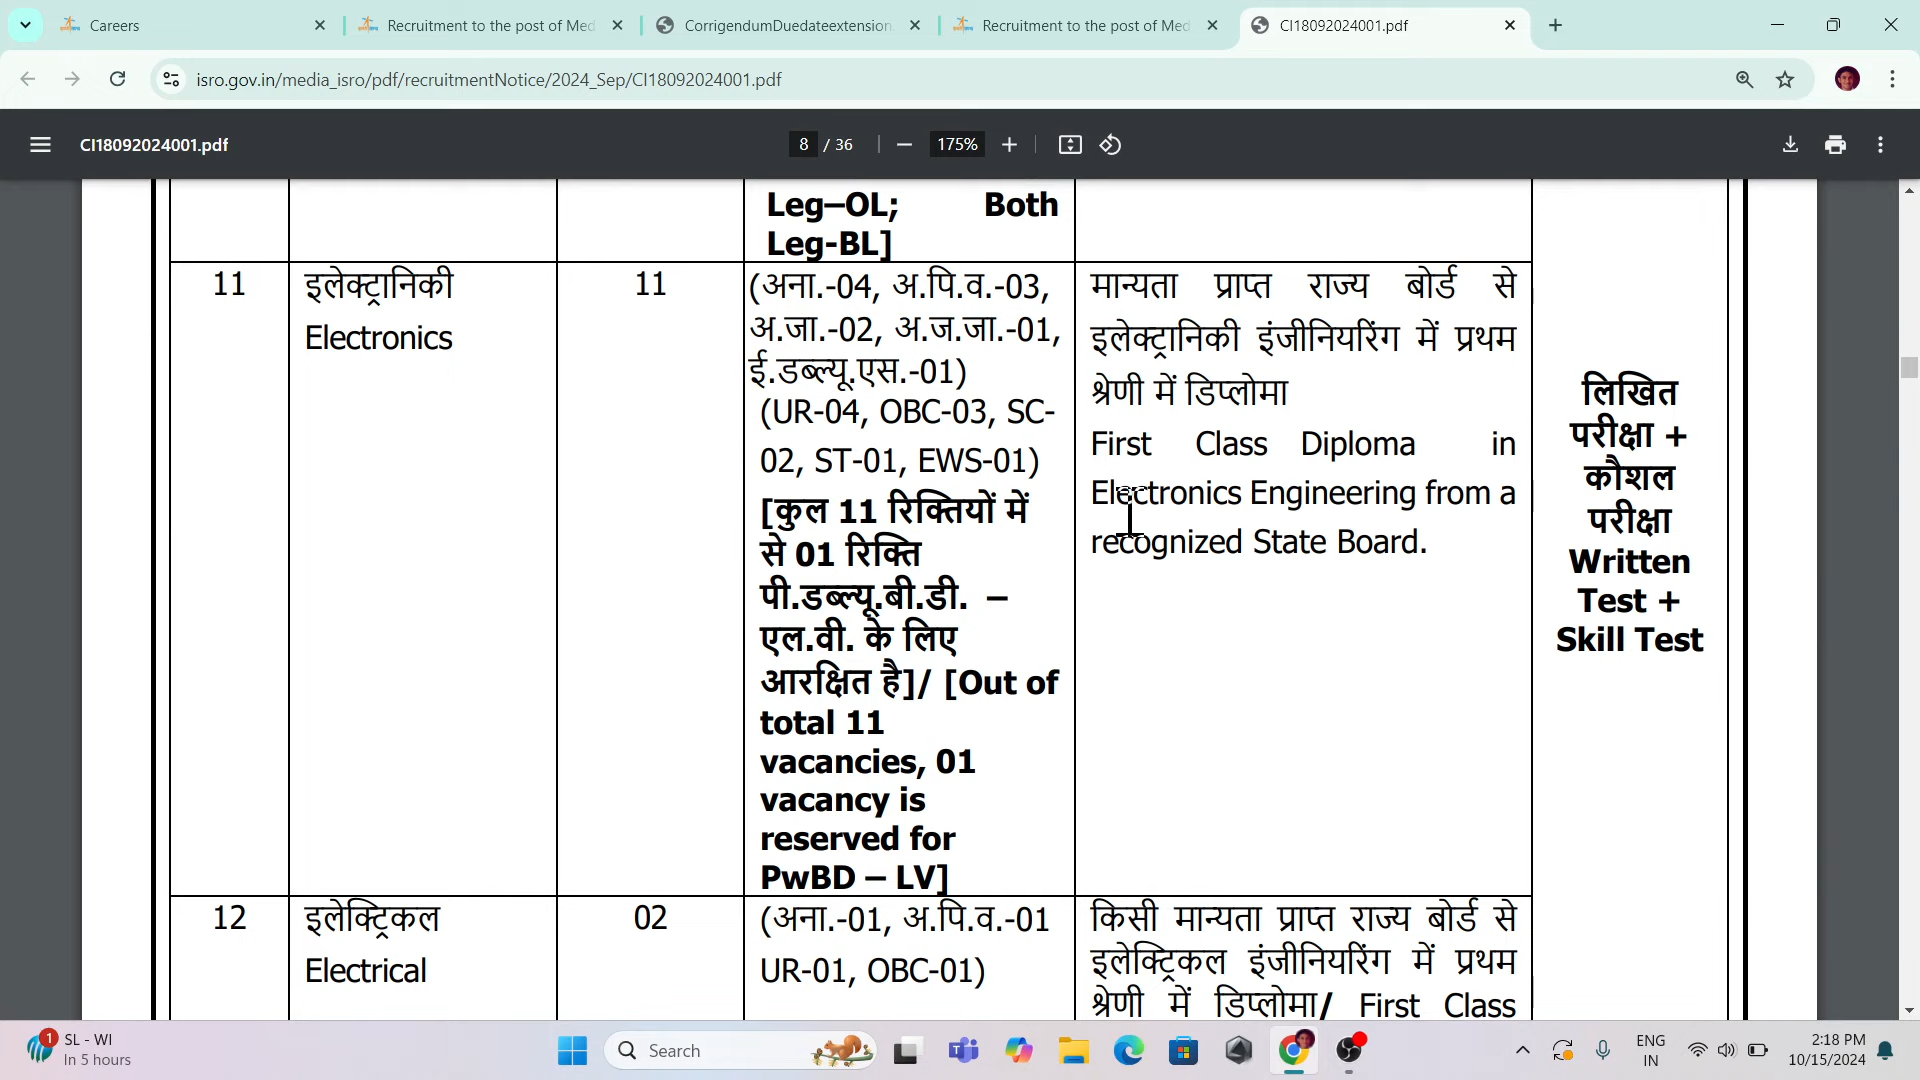 Careers
Recruitment to the post of Med
CorrigendumDuedateextension.
Recruitment to the post of Med
CI18092024001.pdf
isro.gov.in/media_isro/pdf/recruitmentNotice/2024_Sep/CI18092024001.pdf
CI18092024001.pdf
8 / 36
175%
Leg–OL; Both
Leg-BL]
11
इलेक्ट्रानिकी
Electronics
11
(अना.-04, अ.पि.व.-03,
अ.जा.-02, अ.ज.जा.-01,
ई.डब्ल्यू.एस.-01)
(UR-04, OBC-03, SC-
02, ST-01, EWS-01)
[कुल 11 रिक्तियों में
से 01 रिक्ति
पी.डब्ल्यू.बी.डी. –
एल.वी. के लिए
आरक्षित है]/ [Out of
total 11
vacancies, 01
vacancy is
reserved for
PwBD – LV]
मान्यता प्राप्त राज्य बोर्ड से
इलेक्ट्रानिकी इंजीनियरिंग में प्रथम
श्रेणी में डिप्लोमा
First Class Diploma in
Electronics Engineering from a
recognized State Board.
लिखित
परीक्षा +
कौशल
परीक्षा
Written
Test +
Skill Test
12
इलेक्ट्रिकल
Electrical
02
(अना.-01, अ.पि.व.-01
UR-01, OBC-01)
किसी मान्यता प्राप्त राज्य बोर्ड से
इलेक्ट्रिकल इंजीनियरिंग में प्रथम
श्रेणी में डिप्लोमा/ First Class
1
SL - WI
In 5 hours
Search
ENG
IN
2:18 PM
10/15/2024